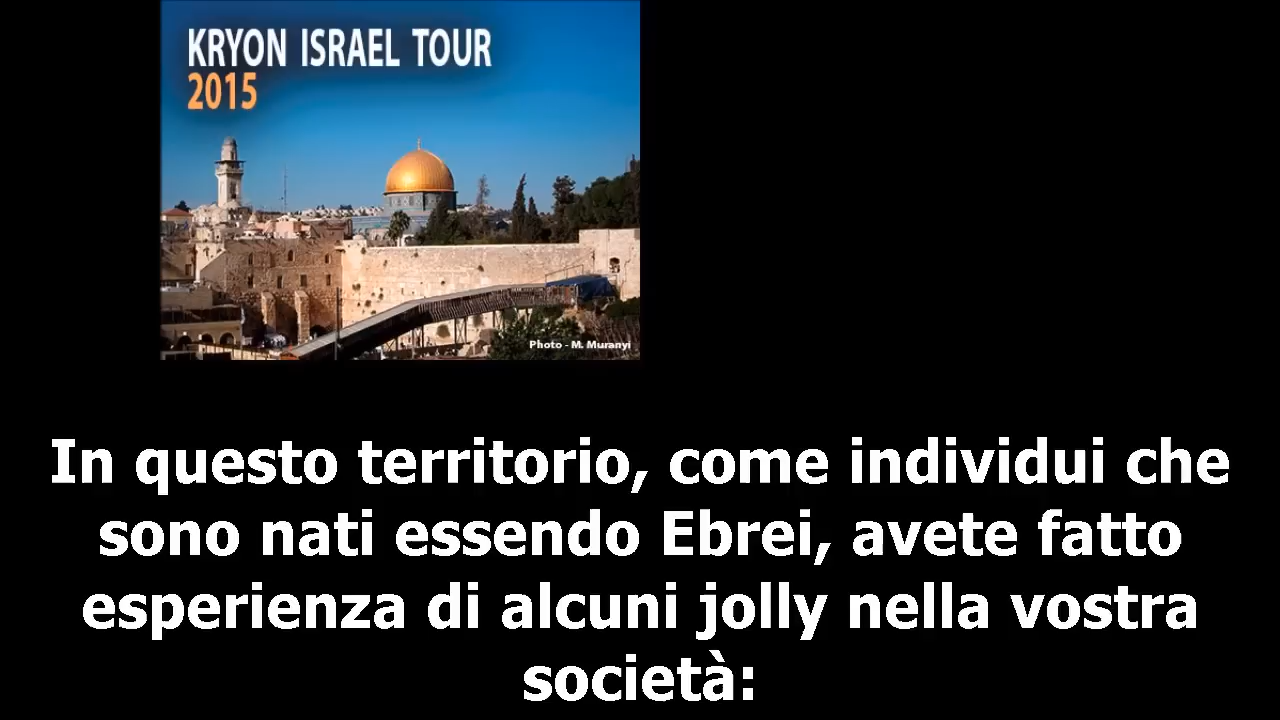 KRYON ISRAEL TOUR
2015
Photo - M. Muranyi
In questo territorio, come individui che
sono nati essendo Ebrei, avete fatto
esperienza di alcuni jolly nella vostra
società: